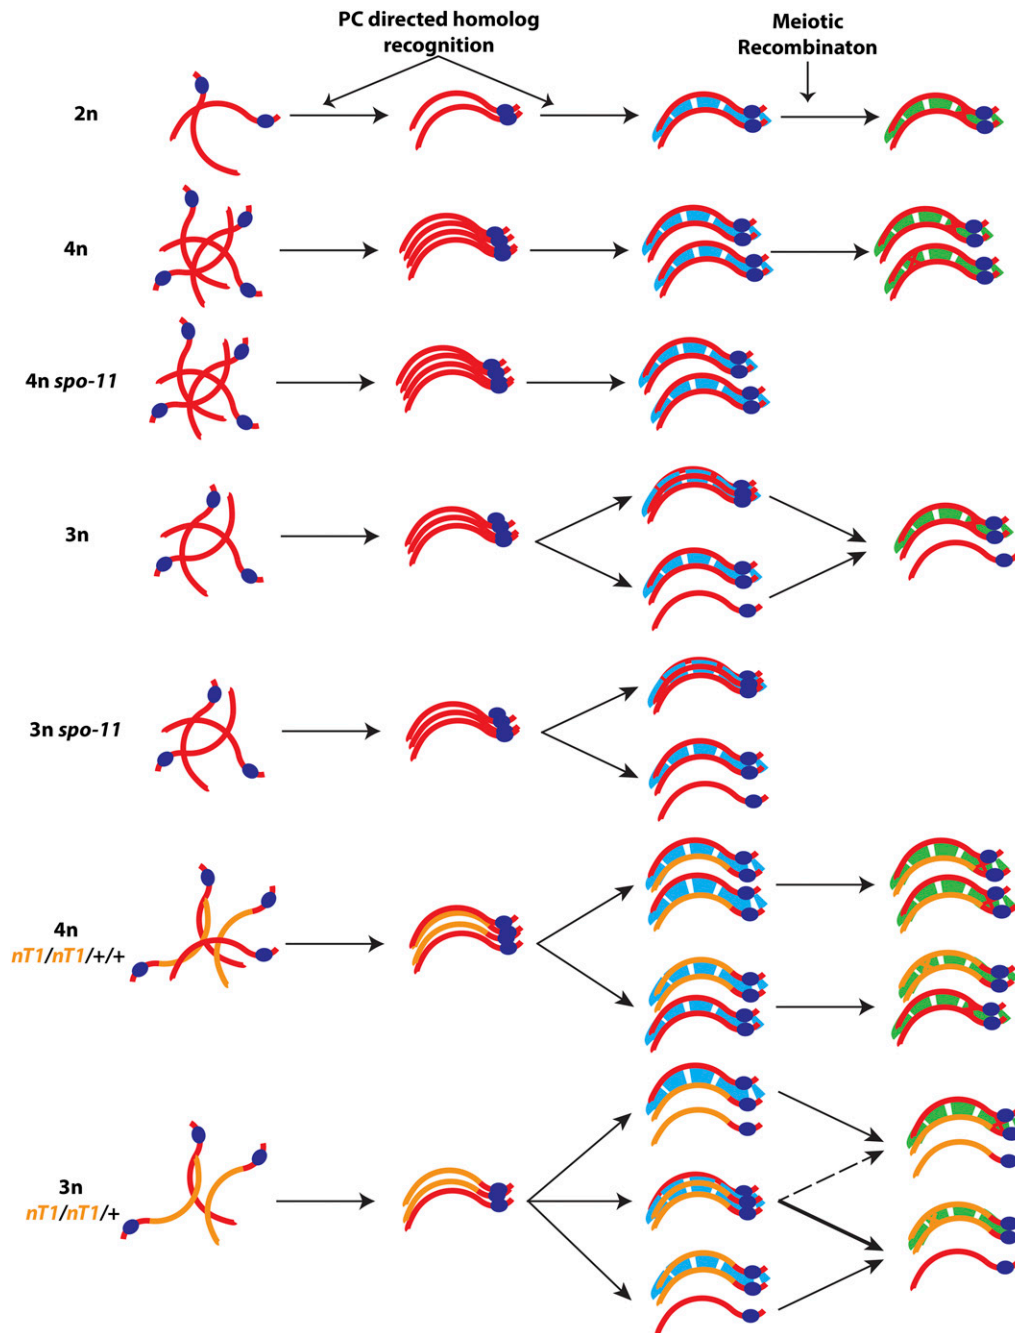 PC directed homolog
recognition
Meiotic
Recombinaton
2n
4n
4n spo-11
3n
3n spo-11
4n
nT1/nT1/+/+
3n
nT1/nT1/+